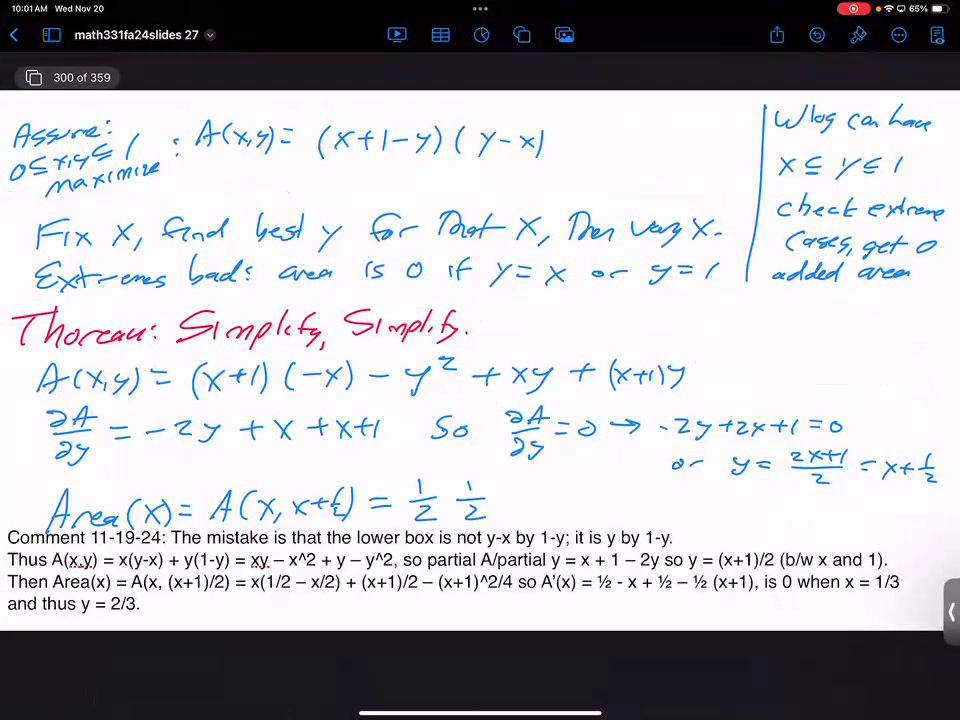 10:01 AM Wed Nov 20
65%
math331fa24slides 27
300 of 359
Assume:
0 ≤ x,y ≤ 1 : A(x,y) = (x+1-y) (y-x)
maximize
Wlog can have
x ≤ y ≤ 1
check extreme
cases, get 0
added area
Fix x, find best y for that x, then vary x.
Extremes bad: area is 0 if y = x or y = 1
Thoreau: Simplify, Simplify.
A(x,y) = (x+1)(-x) - y² + xy + (x+1)y
∂A/∂y = -2y + x + x+1 So ∂A/∂y = 0 → -2y+2x+1 = 0
or y = (2x+1)/2 = x + 1/2
Area(x) = A(x, x+1/2) = 1/2 1/2
Comment 11-19-24: The mistake is that the lower box is not y-x by 1-y; it is y by 1-y.
Thus A(x,y) = x(y-x) + y(1-y) = xy – x^2 + y – y^2, so partial A/partial y = x + 1 – 2y so y = (x+1)/2 (b/w x and 1).
Then Area(x) = A(x, (x+1)/2) = x(1/2 – x/2) + (x+1)/2 – (x+1)^2/4 so A'(x) = ½ - x + ½ – ½ (x+1), is 0 when x = 1/3
and thus y = 2/3.